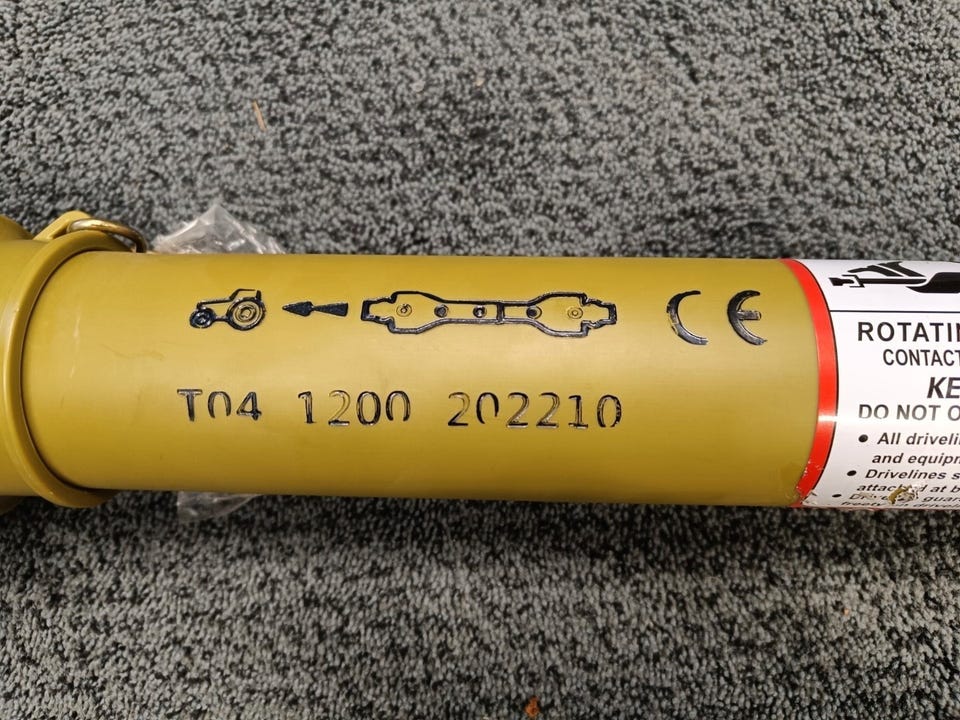 CE
T04 1200 202210
ROTATIN
CONTACT
KE
DO NOT O
• All driveli
and equipm
• Drivelines s
attached at b